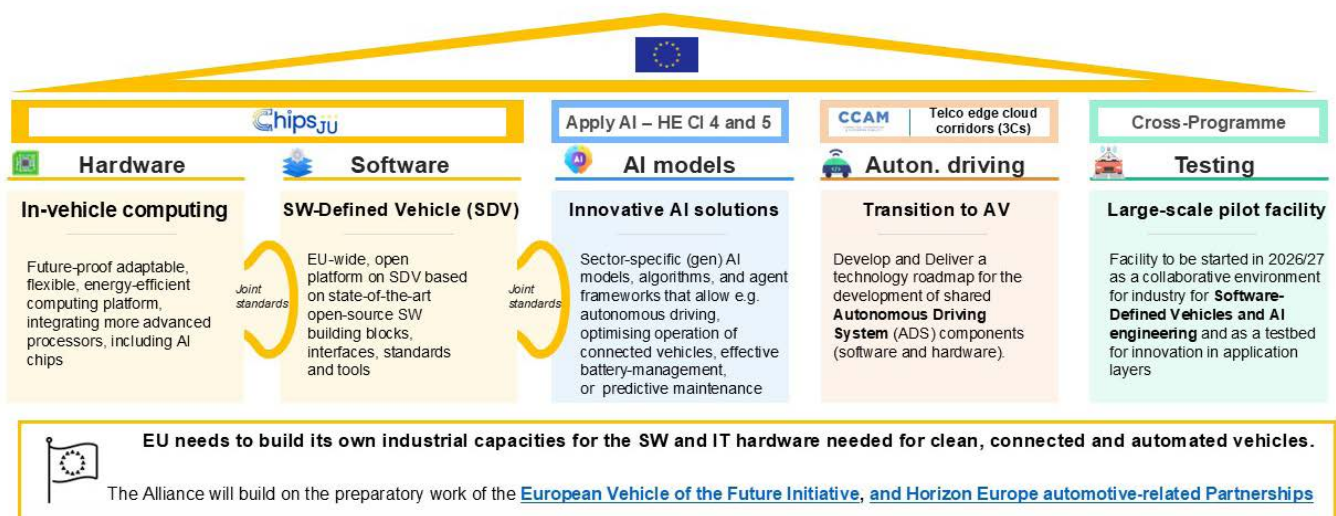 ChipsJU
Apply AI – HE Cl 4 and 5
CCAM
Telco edge cloud
corridors (3Cs)
Cross-Programme
Hardware
Software
AI
AI models
Auton. driving
Testing
In-vehicle computing
Future-proof adaptable,
flexible, energy-efficient
computing platform,
integrating more advanced
processors, including AI
chips
Joint
standards
SW-Defined Vehicle (SDV)
EU-wide, open
platform on SDV based
on state-of-the-art
open-source SW
building blocks,
interfaces, standards
and tools
Joint
standards
Innovative AI solutions
Sector-specific (gen) AI
models, algorithms, and agent
frameworks that allow e.g.
autonomous driving,
optimising operation of
connected vehicles, effective
battery-management,
or predictive maintenance
Transition to AV
Develop and Deliver a
technology roadmap for the
development of shared
Autonomous Driving
System (ADS) components
(software and hardware).
Large-scale pilot facility
Facility to be started in 2026/27
as a collaborative environment
for industry for Software-
Defined Vehicles and AI
engineering and as a testbed
for innovation in application
layers
EU needs to build its own industrial capacities for the SW and IT hardware needed for clean, connected and automated vehicles.
The Alliance will build on the preparatory work of the European Vehicle of the Future Initiative, and Horizon Europe automotive-related Partnerships